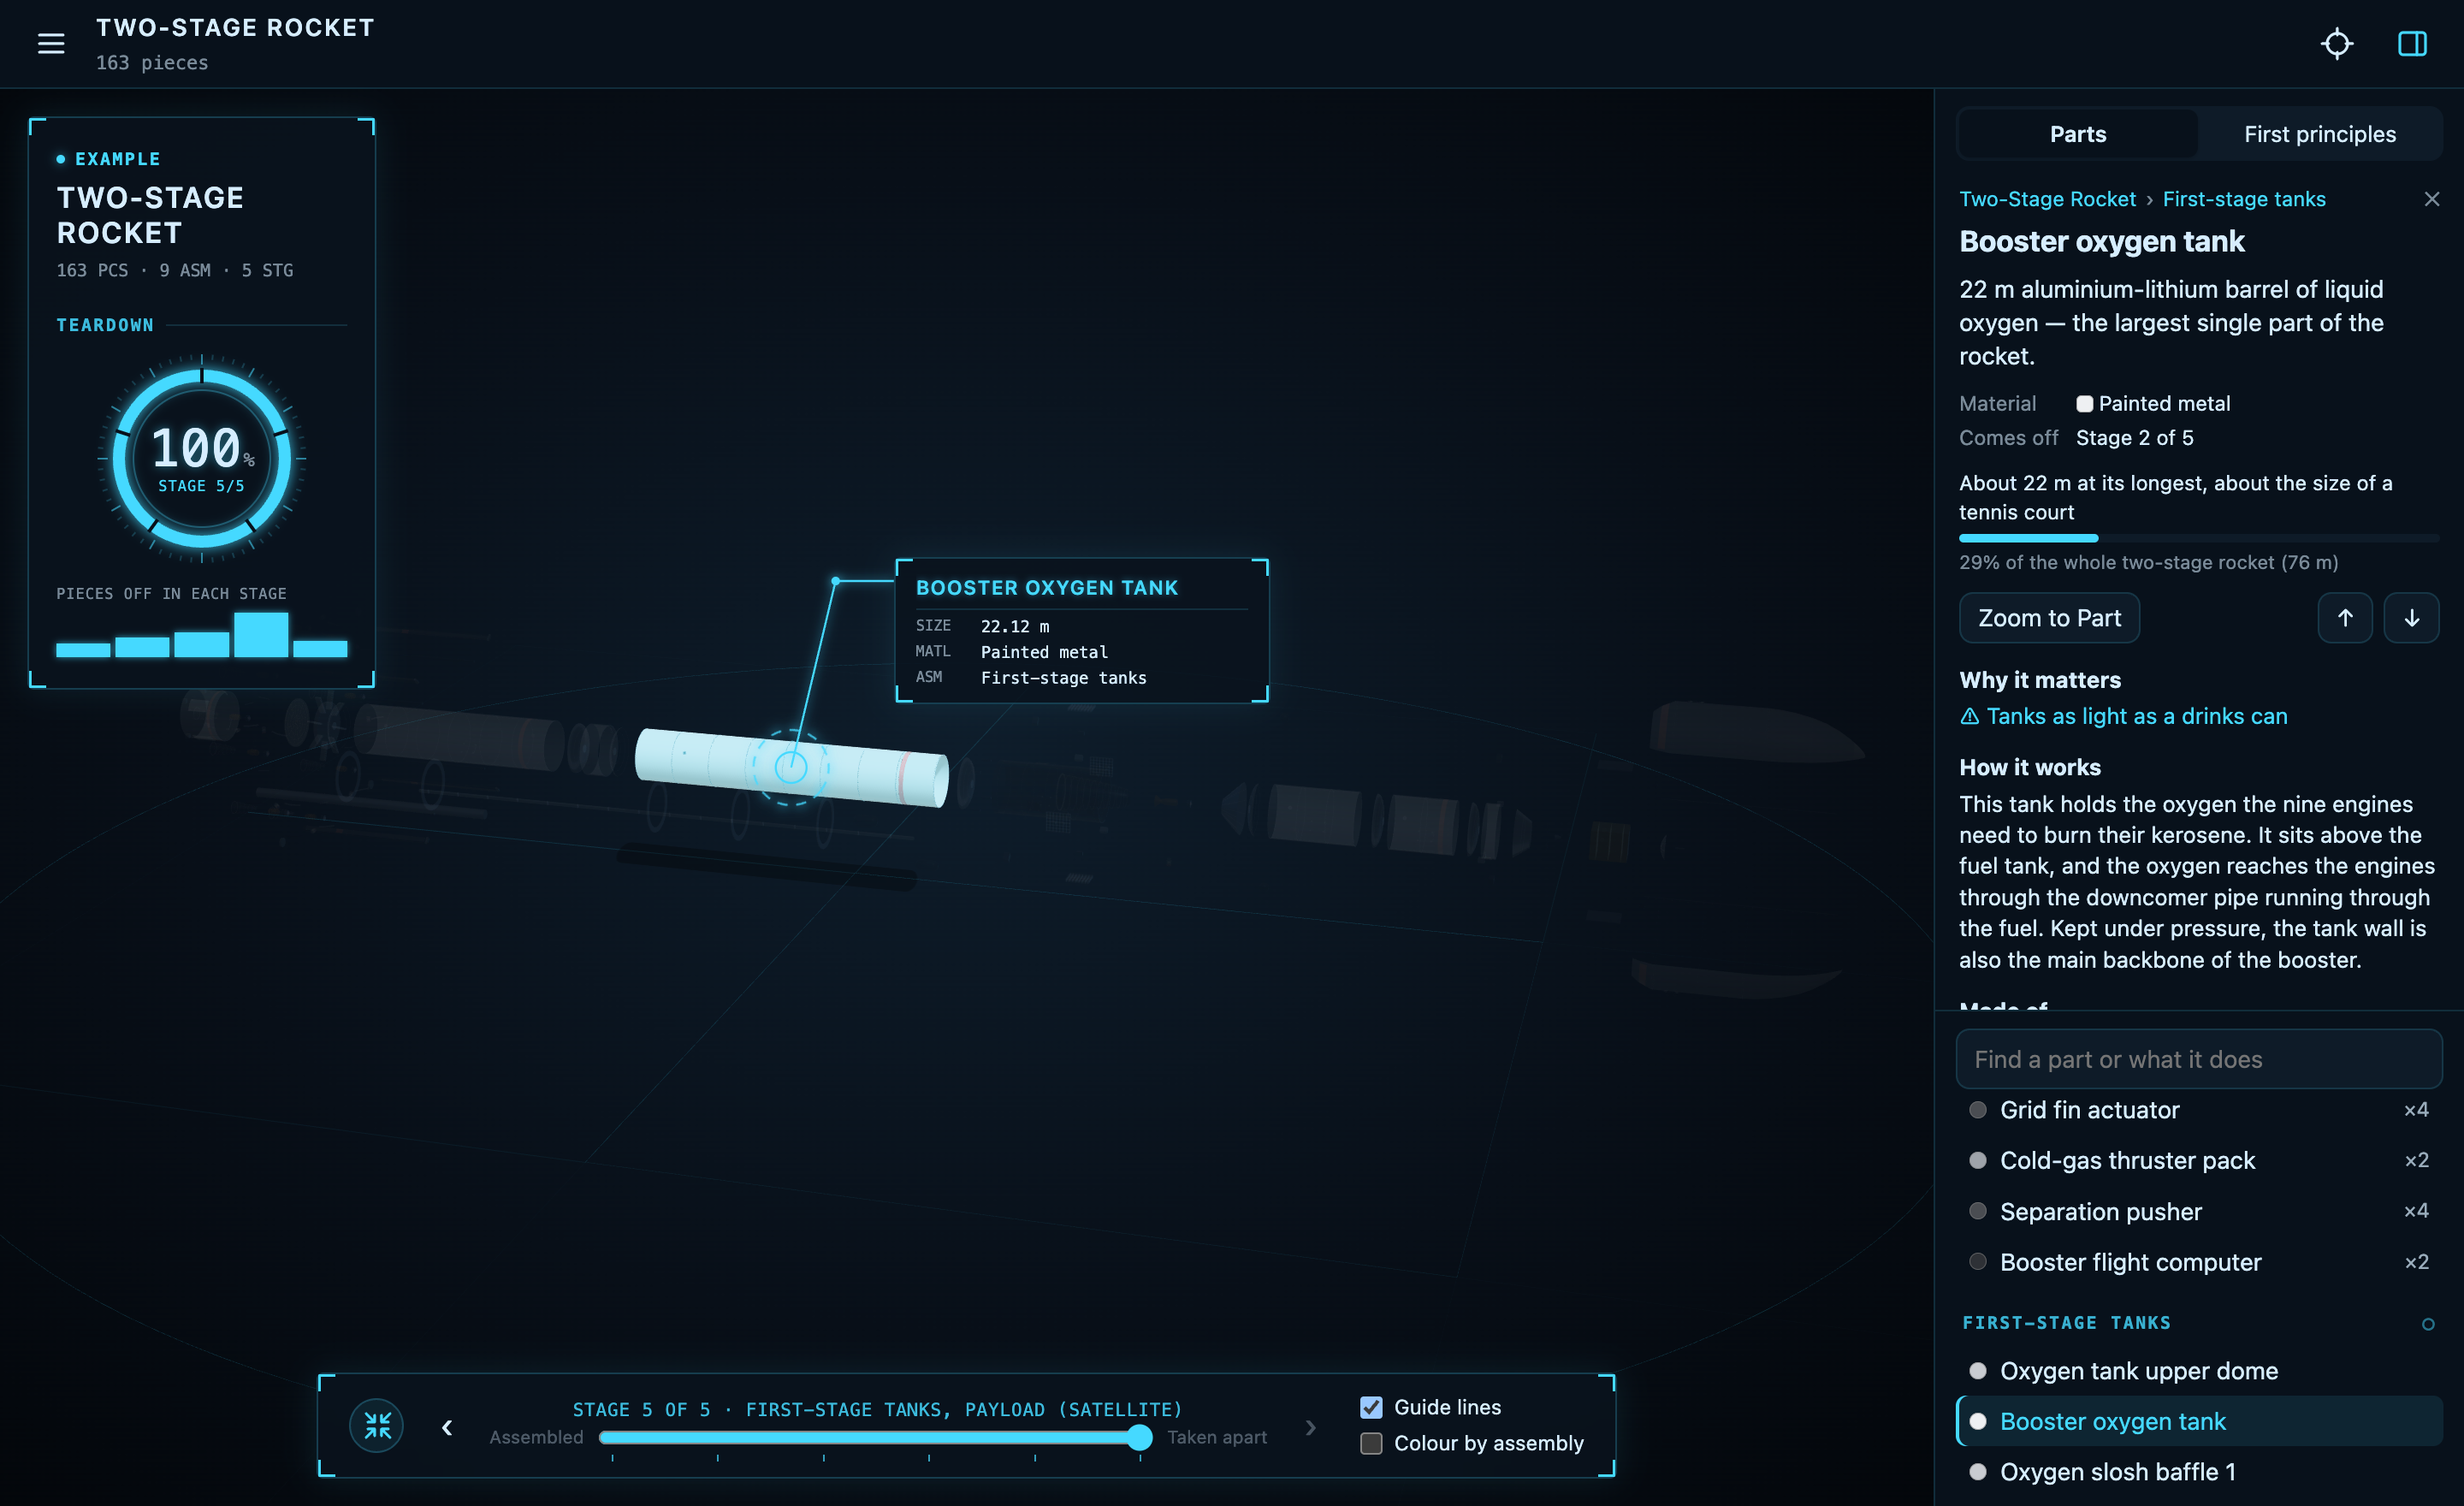 TWO-STAGE ROCKET
163 pieces
EXAMPLE
TWO-STAGE
ROCKET
163 PCS · 9 ASM · 5 STG
TEARDOWN
100%
STAGE 5/5
PIECES OFF IN EACH STAGE
BOOSTER OXYGEN TANK
SIZE 22.12 m
MATL Painted metal
ASM First-stage tanks
STAGE 5 OF 5 · FIRST-STAGE TANKS, PAYLOAD (SATELLITE)
Assembled
Taken apart
Guide lines
Colour by assembly
Parts
First principles
Two-Stage Rocket › First-stage tanks
Booster oxygen tank
22 m aluminium-lithium barrel of liquid
oxygen — the largest single part of the
rocket.
Material Painted metal
Comes off Stage 2 of 5
About 22 m at its longest, about the size of a
tennis court
29% of the whole two-stage rocket (76 m)
Zoom to Part
Why it matters
Tanks as light as a drinks can
How it works
This tank holds the oxygen the nine engines
need to burn their kerosene. It sits above the
fuel tank, and the oxygen reaches the engines
through the downcomer pipe running through
the fuel. Kept under pressure, the tank wall is
also the main backbone of the booster.
Made of
Find a part or what it does
Grid fin actuator ×4
Cold-gas thruster pack ×2
Separation pusher ×4
Booster flight computer ×2
FIRST-STAGE TANKS
Oxygen tank upper dome
Booster oxygen tank
Oxygen slosh baffle 1